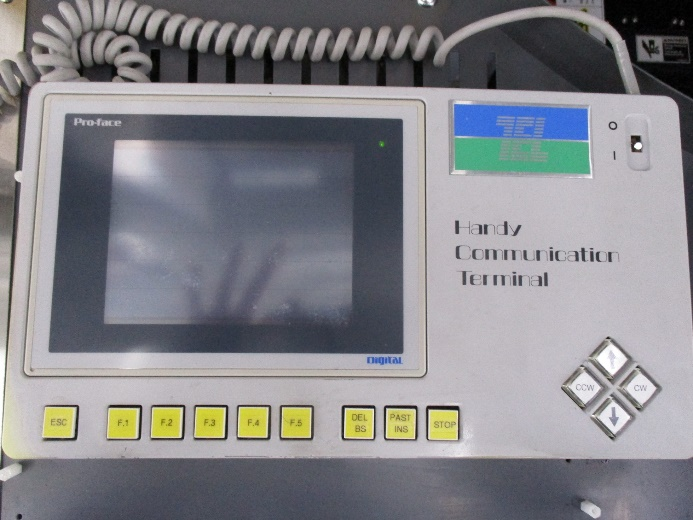 Pro-face
TEL
O
I
Handy
Communication
Terminal
Digital
CCW
CW
ESC
F.1
F.2
F.3
F.4
F.5
DEL
BS
PAST
INS
STOP